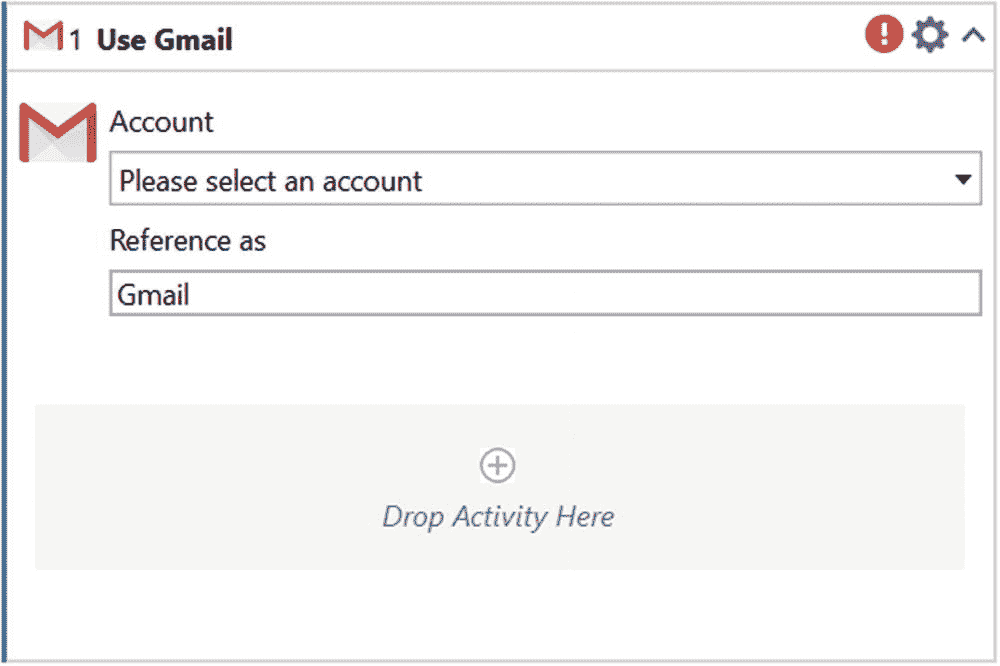 1 Use Gmail
Account
Please select an account
Reference as
Gmail
Drop Activity Here